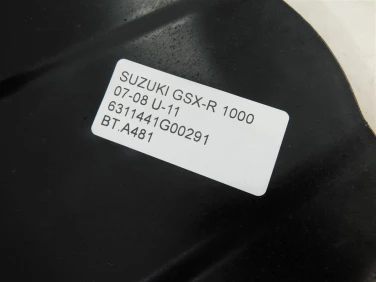 SUZUKI GSX-R 1000
07-08 U-11
6311441G00291
BT.A481